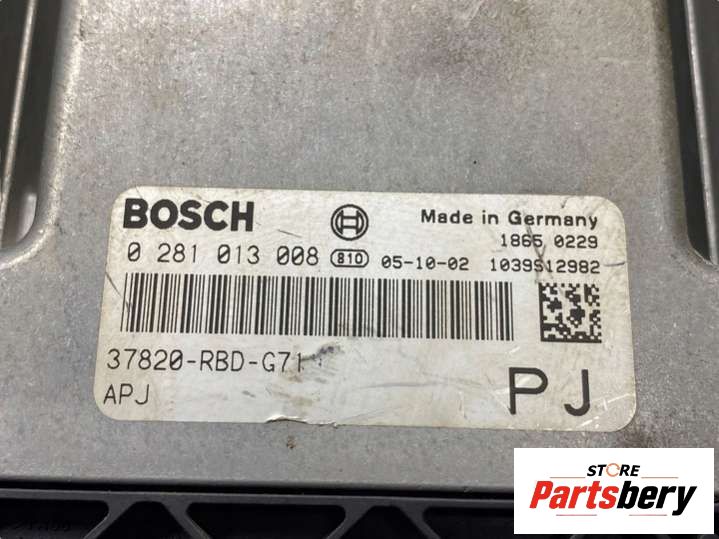 BOSCH
Made in Germany
1865 0229
0 281 013 008 810 05-10-02 1039S12982
37820-RBD-G71
APJ
PJ
STORE
Partsbery